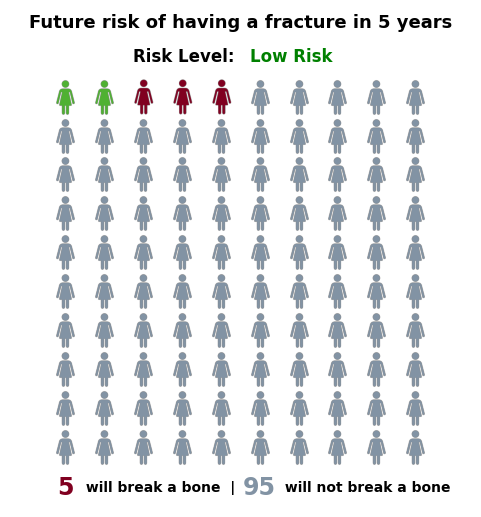 Future risk of having a fracture in 5 years
Risk Level: Low Risk
5 will break a bone | 95 will not break a bone